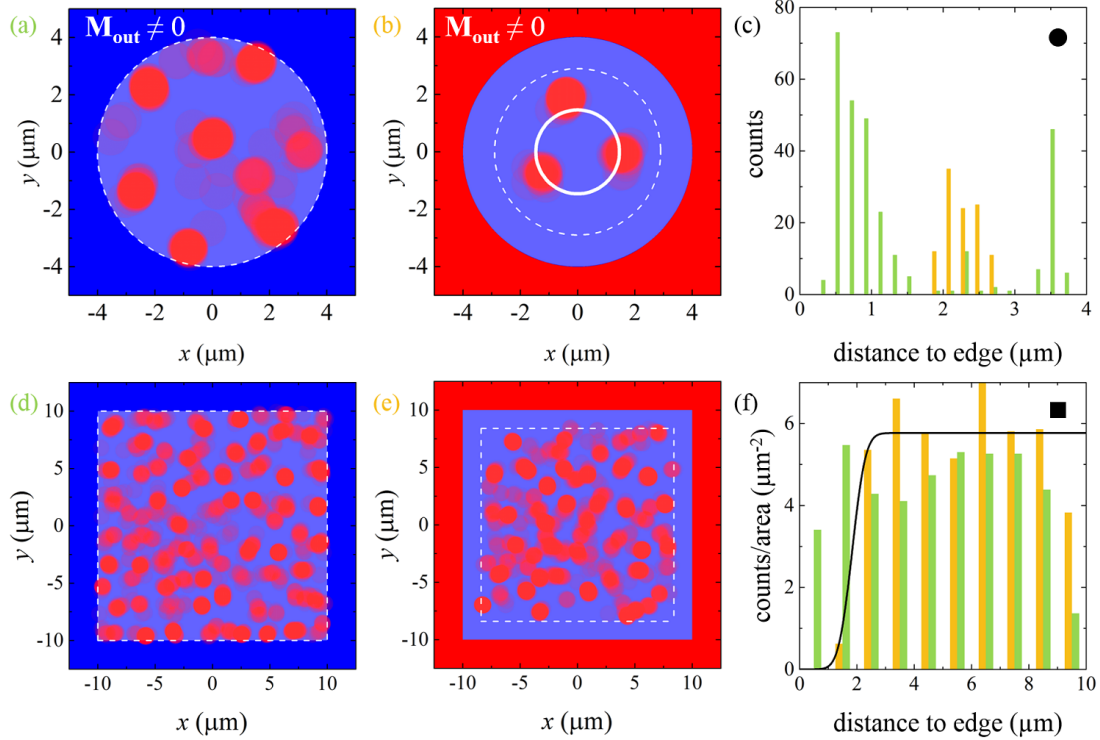 (a)
M_out ≠ 0
4
2
0
-2
-4
y (μm)
-4 -2 0 2 4
x (μm)
(b)
M_out ≠ 0
4
2
0
-2
-4
y (μm)
-4 -2 0 2 4
x (μm)
(c)
80
60
40
20
0
counts
0 1 2 3 4
distance to edge (μm)
(d)
10
5
0
-5
-10
y (μm)
-10 -5 0 5 10
x (μm)
(e)
10
5
0
-5
-10
y (μm)
-10 -5 0 5 10
x (μm)
(f)
6
4
2
0
counts/area (μm⁻²)
0 2 4 6 8 10
distance to edge (μm)